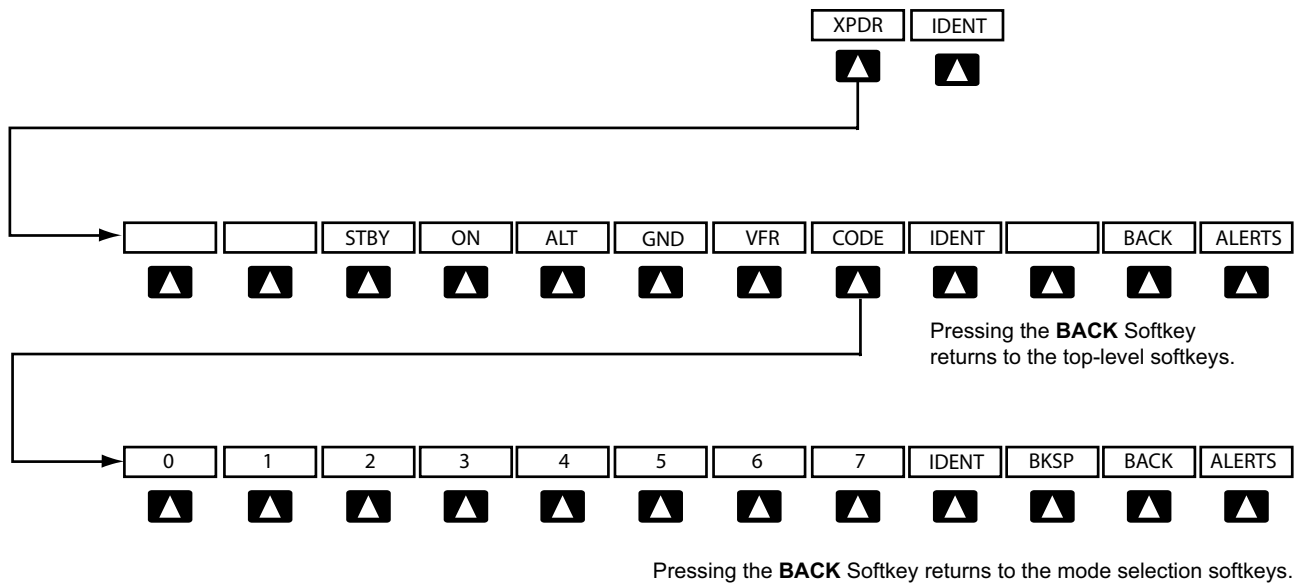 XPDR IDENT
STBY ON ALT GND VFR CODE IDENT BACK ALERTS
Pressing the BACK Softkey
returns to the top-level softkeys.
0 1 2 3 4 5 6 7 IDENT BKSP BACK ALERTS
Pressing the BACK Softkey returns to the mode selection softkeys.